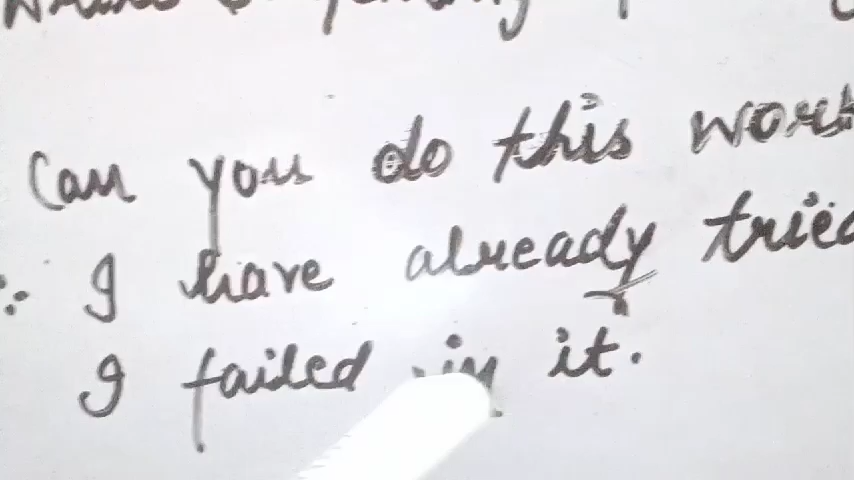 Can you do this work
: I have already tried
I failed in it.